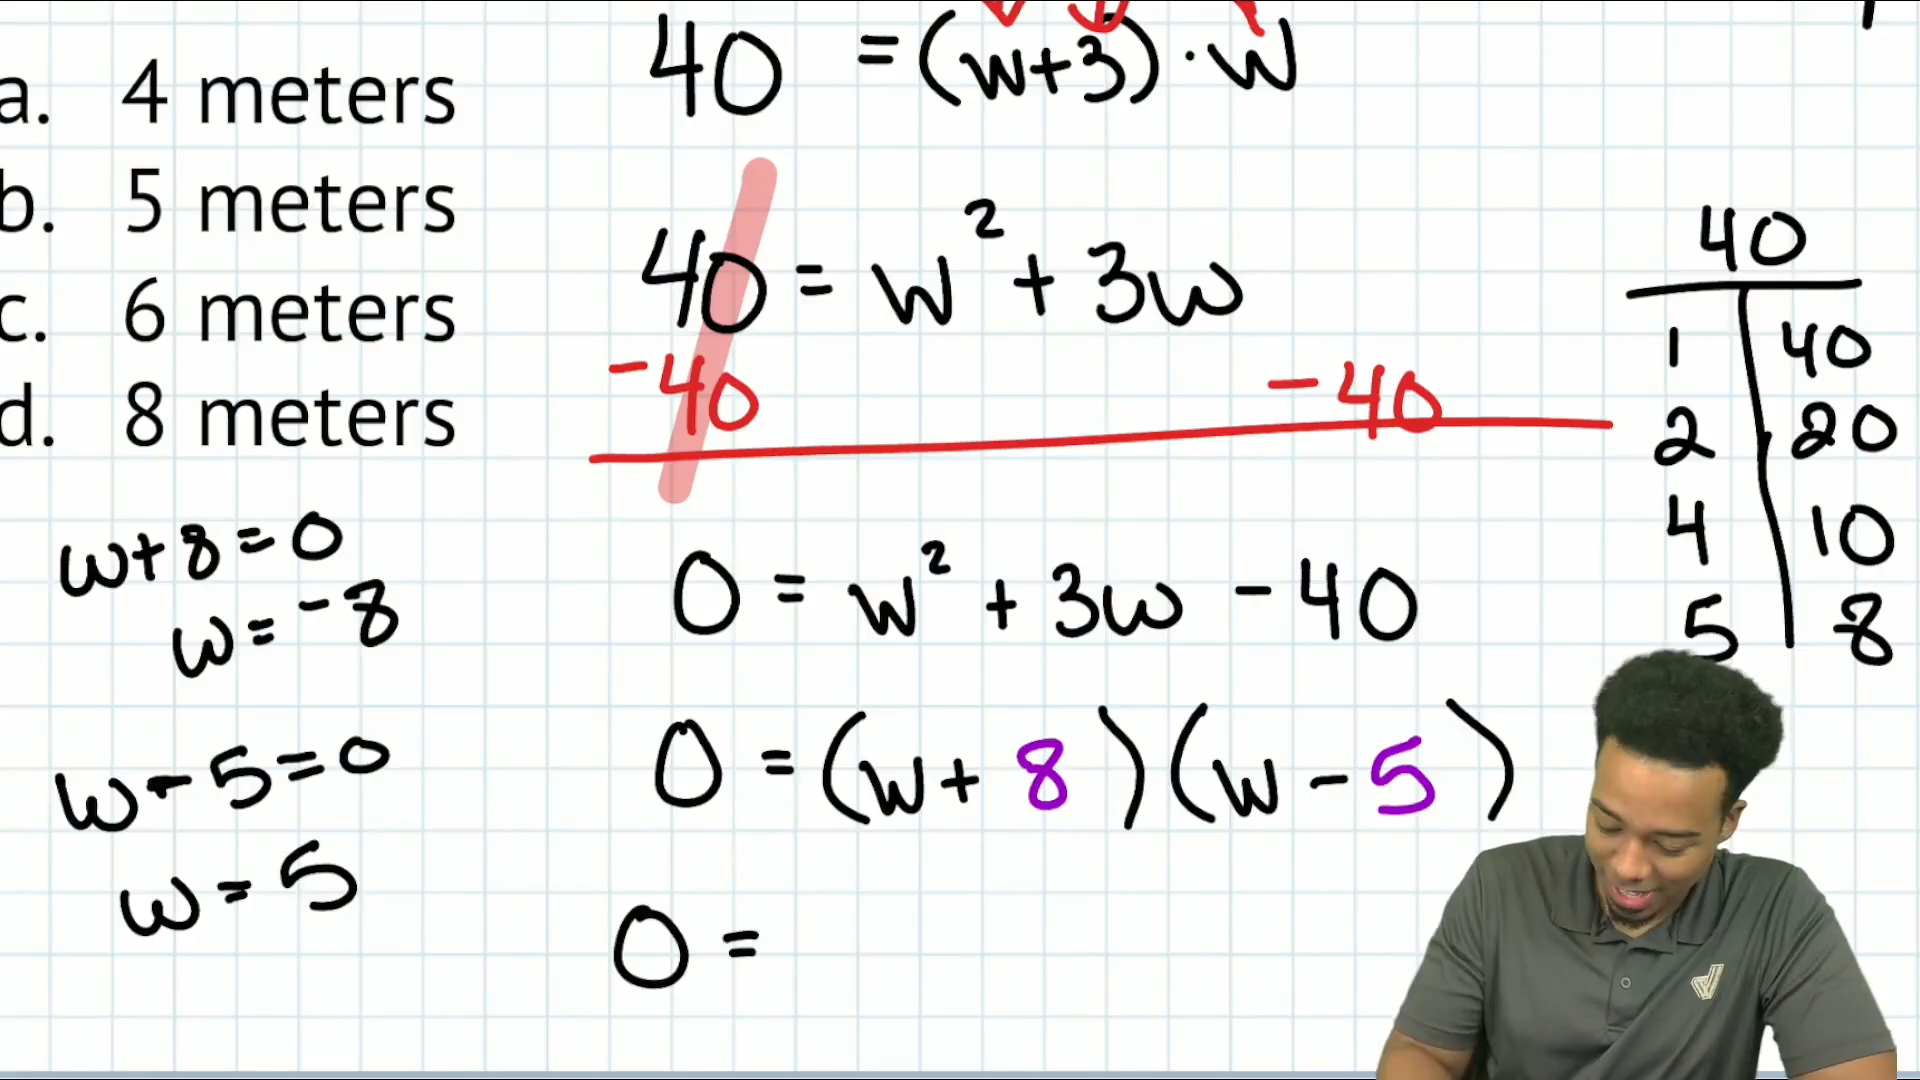 a. 4 meters
b. 5 meters
c. 6 meters
d. 8 meters
w+8=0
w=-8
w-5=0
w=5
40 =(w+3)·w
40 = w² + 3w
-40 -40
0 = w² + 3w - 40
0 = (w+ 8)(w - 5)
0 =
40
1 40
2 20
4 10
5 8